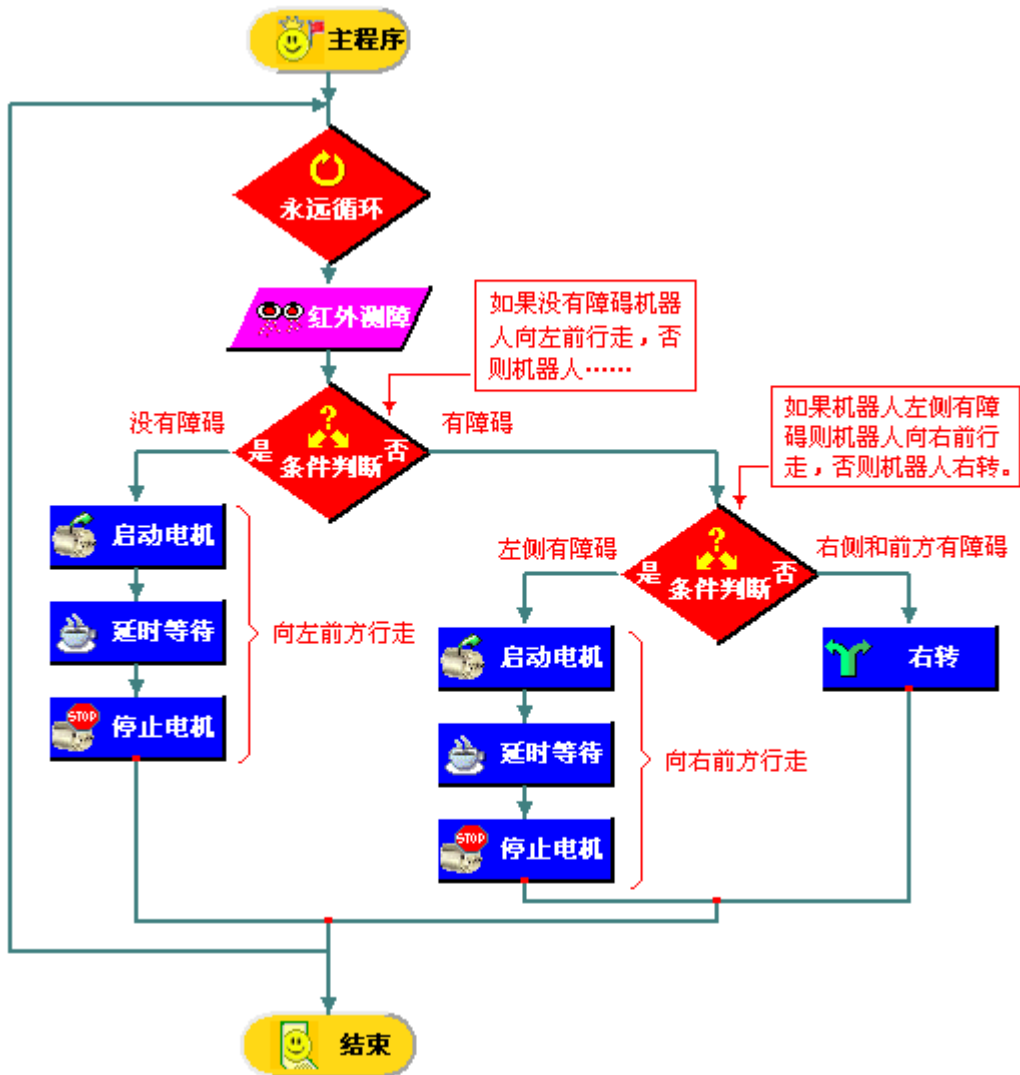 主程序
永远循环
红外测障
如果没有障碍机器
人向左前行走，否
则机器人……
没有障碍
?
是 条件判断 否
有障碍
如果机器人左侧有障
碍则机器人向右前行
走，否则机器人右转。
启动电机
延时等待
STOP 停止电机
向左前方行走
左侧有障碍
?
是 条件判断 否
右侧和前方有障碍
启动电机
延时等待
STOP 停止电机
向右前方行走
右转
结束